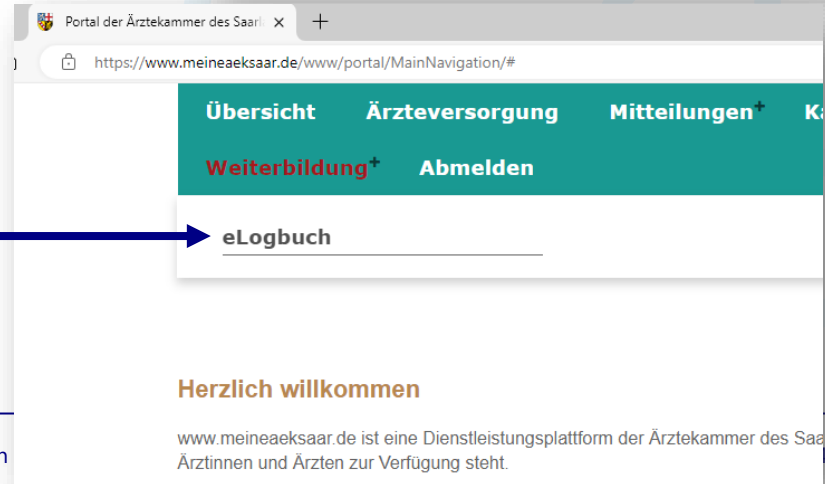 Portal der Ärztekammer des Saarl
https://www.meineaeksaar.de/www/portal/MainNavigation/#
Übersicht Ärzteversorgung Mitteilungen+ Ka
Weiterbildung+ Abmelden
eLogbuch
Herzlich willkommen
www.meineaeksaar.de ist eine Dienstleistungsplattform der Ärztekammer des Saa
Ärztinnen und Ärzten zur Verfügung steht.